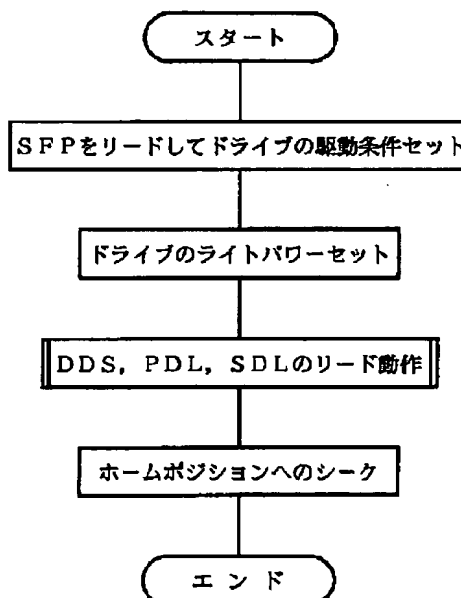 スタート
SFPをリードしてドライブの駆動条件セット
ドライブのライトパワーセット
DDS，PDL，SDLのリード動作
ホームポジションへのシーク
エンド